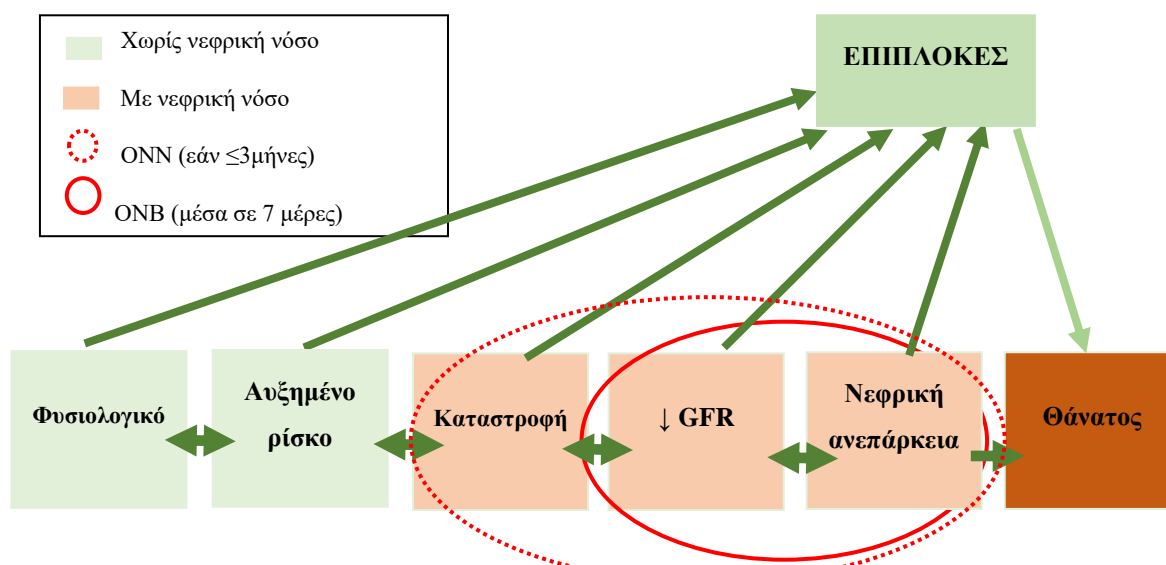 Χωρίς νεφρική νόσο
Με νεφρική νόσο
ΟΝΝ (εάν ≤3μήνες)
ΟΝΒ (μέσα σε 7 μέρες)
ΕΠΙΠΛΟΚΕΣ
Φυσιολογικό
Αυξημένο
ρίσκο
Καταστροφή
↓ GFR
Νεφρική
ανεπάρκεια
Θάνατος